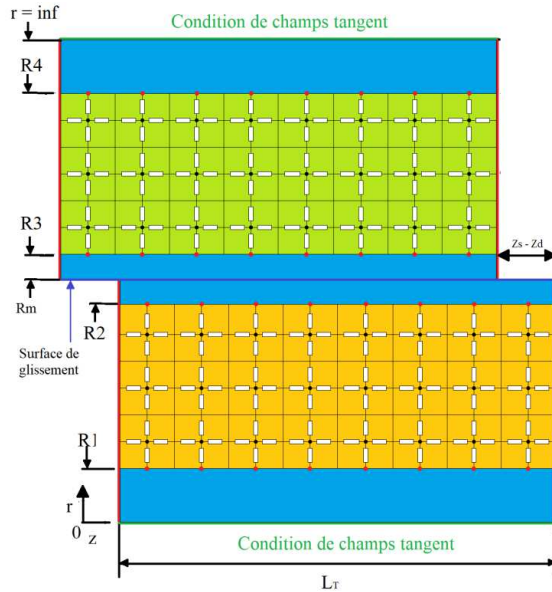 Condition de champs tangent
r = inf
R4
R3
Zs - Zd
Rm
R2
Surface de
glissement
R1
r
0
z
Condition de champs tangent
LT